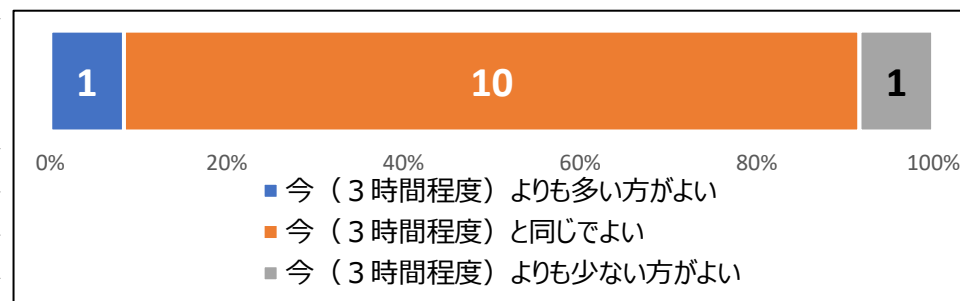 1 10 1
0% 20% 40% 60% 80% 100%
今（３時間程度）よりも多い方がよい
今（３時間程度）と同じでよい
今（３時間程度）よりも少ない方がよい